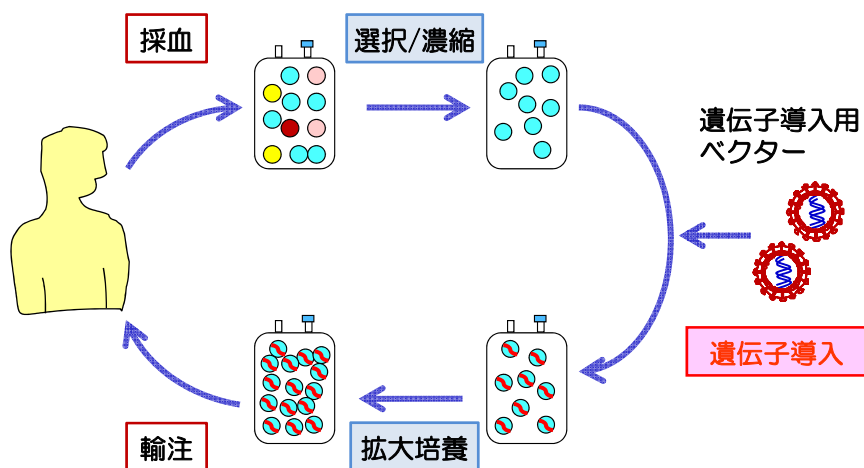 採血
選択/濃縮
遺伝子導入用
ベクター
遺伝子導入
拡大培養
輸注